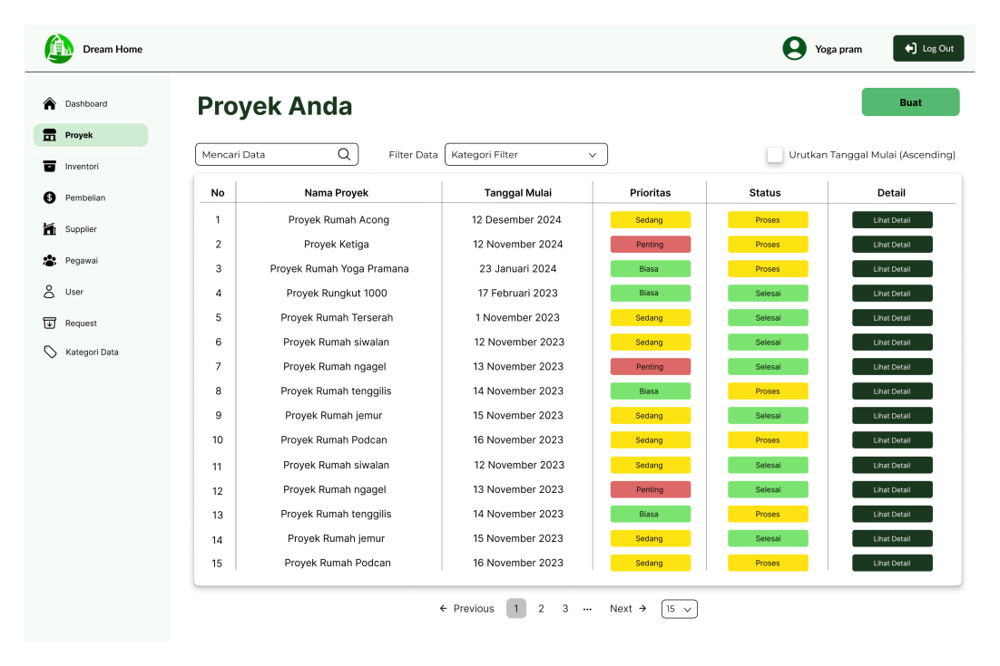 Dream Home
Yoga pram
Log Out
Dashboard
Proyek
Inventori
Pembelian
Supplier
Pegawai
User
Request
Kategori Data
Proyek Anda
Buat
Mencari Data
Filter Data
Kategori Filter
Urutkan Tanggal Mulai (Ascending)
No Nama Proyek Tanggal Mulai Prioritas Status Detail
1 Proyek Rumah Acong 12 Desember 2024 Sedang Proses Lihat Detail
2 Proyek Ketiga 12 November 2024 Penting Proses Lihat Detail
3 Proyek Rumah Yoga Pramana 23 Januari 2024 Biasa Proses Lihat Detail
4 Proyek Rungkut 1000 17 Februari 2023 Biasa Selesai Lihat Detail
5 Proyek Rumah Terserah 1 November 2023 Sedang Selesai Lihat Detail
6 Proyek Rumah siwalan 12 November 2023 Sedang Selesai Lihat Detail
7 Proyek Rumah ngagel 13 November 2023 Penting Selesai Lihat Detail
8 Proyek Rumah tenggilis 14 November 2023 Biasa Proses Lihat Detail
9 Proyek Rumah jemur 15 November 2023 Sedang Selesai Lihat Detail
10 Proyek Rumah Podcan 16 November 2023 Sedang Proses Lihat Detail
11 Proyek Rumah siwalan 12 November 2023 Sedang Selesai Lihat Detail
12 Proyek Rumah ngagel 13 November 2023 Penting Selesai Lihat Detail
13 Proyek Rumah tenggilis 14 November 2023 Biasa Proses Lihat Detail
14 Proyek Rumah jemur 15 November 2023 Sedang Selesai Lihat Detail
15 Proyek Rumah Podcan 16 November 2023 Sedang Proses Lihat Detail
← Previous 1 2 3 ... Next → 15